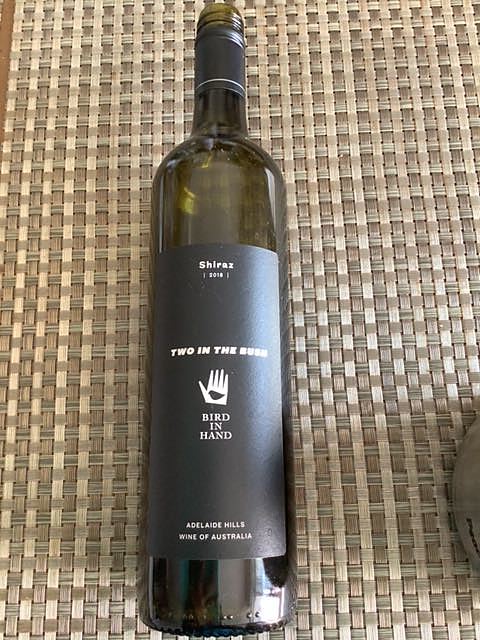 Shiraz
| 2018 |
TWO IN THE BUSH
BIRD
IN
HAND
ADELAIDE HILLS
WINE OF AUSTRALIA